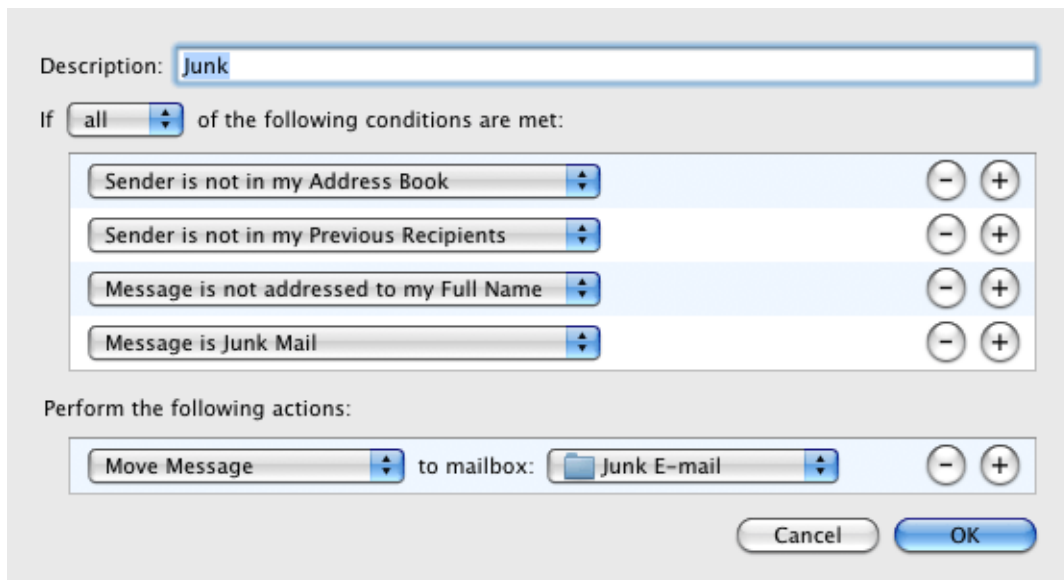 Description: Junk
If all of the following conditions are met:
Sender is not in my Address Book - +
Sender is not in my Previous Recipients - +
Message is not addressed to my Full Name - +
Message is Junk Mail - +
Perform the following actions:
Move Message to mailbox: Junk E-mail - +
Cancel OK